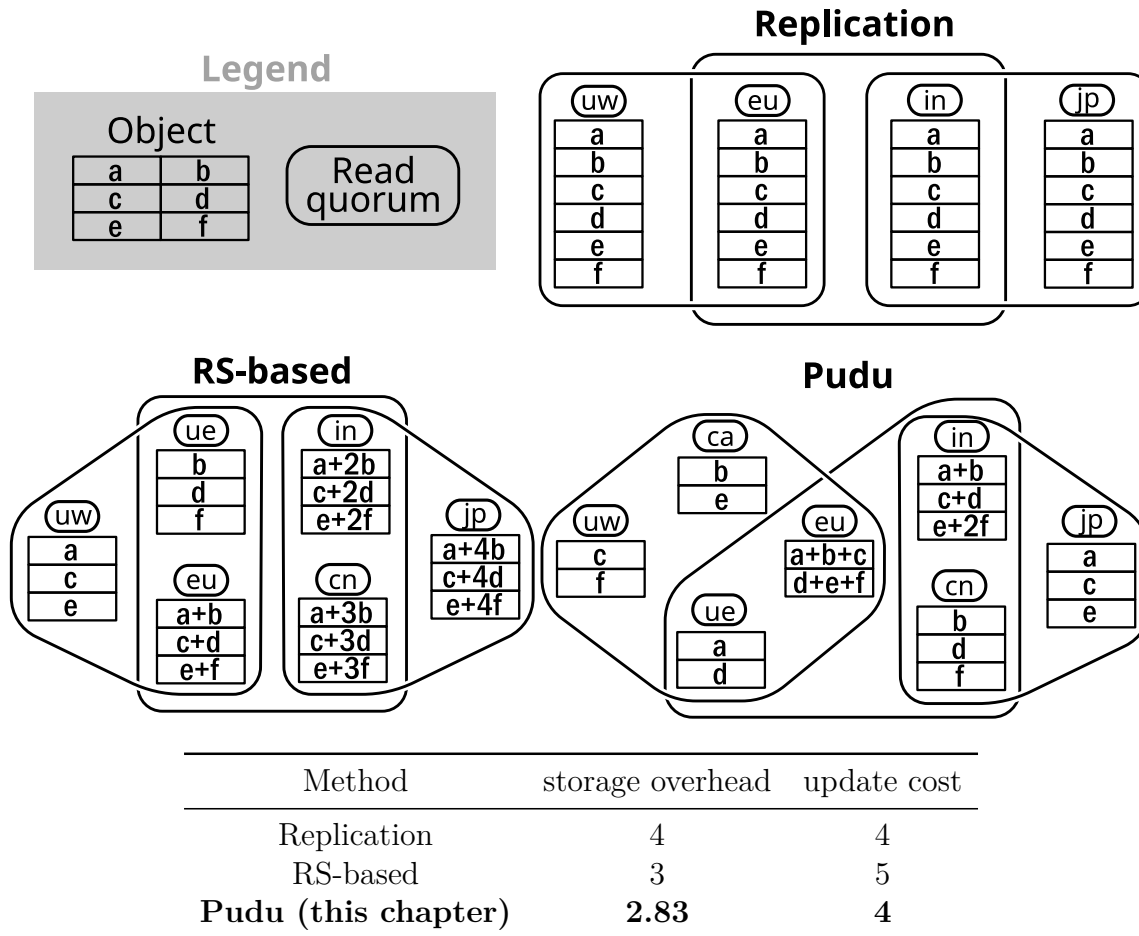 Replication
Legend
Object
a b
c d
e f
Read
quorum
uw eu in jp
a a a a
b b b b
c c c c
d d d d
e e e e
f f f f
RS-based
uw
a
c
e
ue
b
d
f
eu
a+b
c+d
e+f
in
a+2b
c+2d
e+2f
cn
a+3b
c+3d
e+3f
jp
a+4b
c+4d
e+4f
Pudu
ca
b
e
uw
c
f
eu
a+b+c
d+e+f
ue
a
d
in
a+b
c+d
e+2f
cn
b
d
f
jp
a
c
e
Method storage overhead update cost
Replication 4 4
RS-based 3 5
Pudu (this chapter) 2.83 4